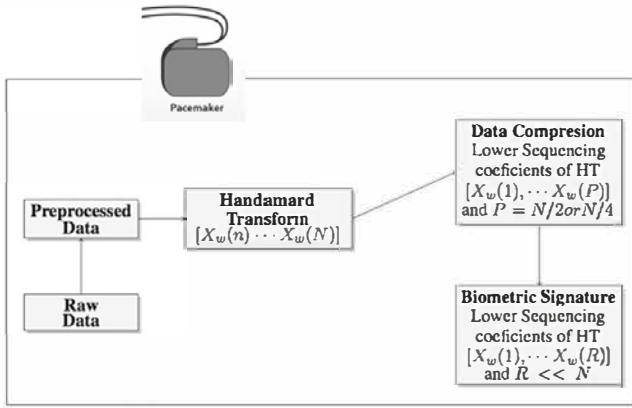 Pacemaker
Raw
Data
Preprocessed
Data
Handamard
Transform
[X_w(n) ⋯ X_w(N)]
Data Compresion
Lower Sequencing
coeficients of HT
[X_w(1), ⋯ X_w(P)]
and P = N/2orN/4
Biometric Signature
Lower Sequencing
coeficients of HT
[X_w(1), ⋯ X_w(R)]
and R << N